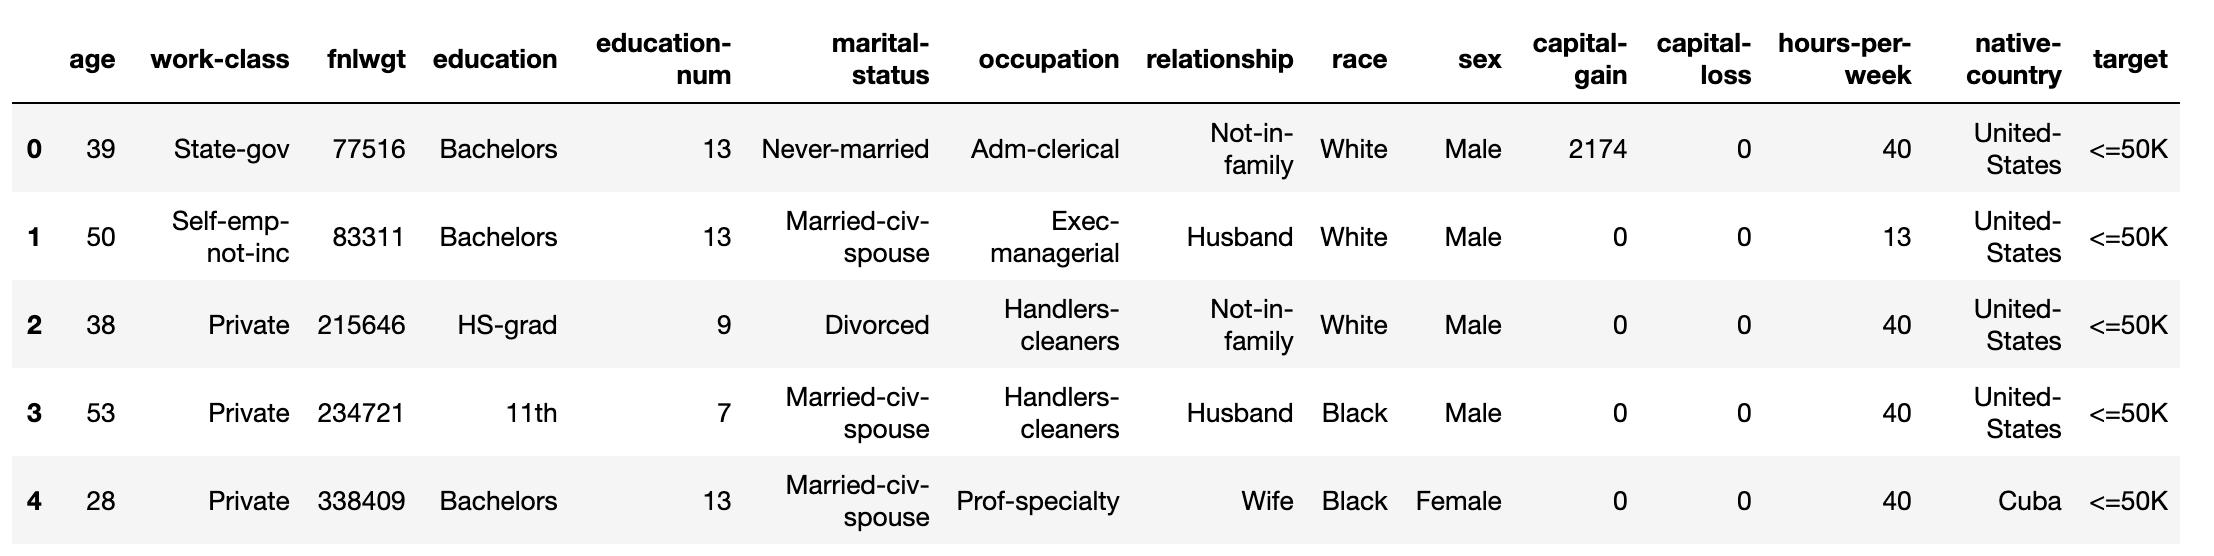 age work-class fnlwgt education education-num marital-status occupation relationship race sex capital-gain capital-loss hours-per-week native-country target
0 39 State-gov 77516 Bachelors 13 Never-married Adm-clerical Not-in-family White Male 2174 0 40 United-States <=50K
1 50 Self-emp-not-inc 83311 Bachelors 13 Married-civ-spouse Exec-managerial Husband White Male 0 0 13 United-States <=50K
2 38 Private 215646 HS-grad 9 Divorced Handlers-cleaners Not-in-family White Male 0 0 40 United-States <=50K
3 53 Private 234721 11th 7 Married-civ-spouse Handlers-cleaners Husband Black Male 0 0 40 United-States <=50K
4 28 Private 338409 Bachelors 13 Married-civ-spouse Prof-specialty Wife Black Female 0 0 40 Cuba <=50K